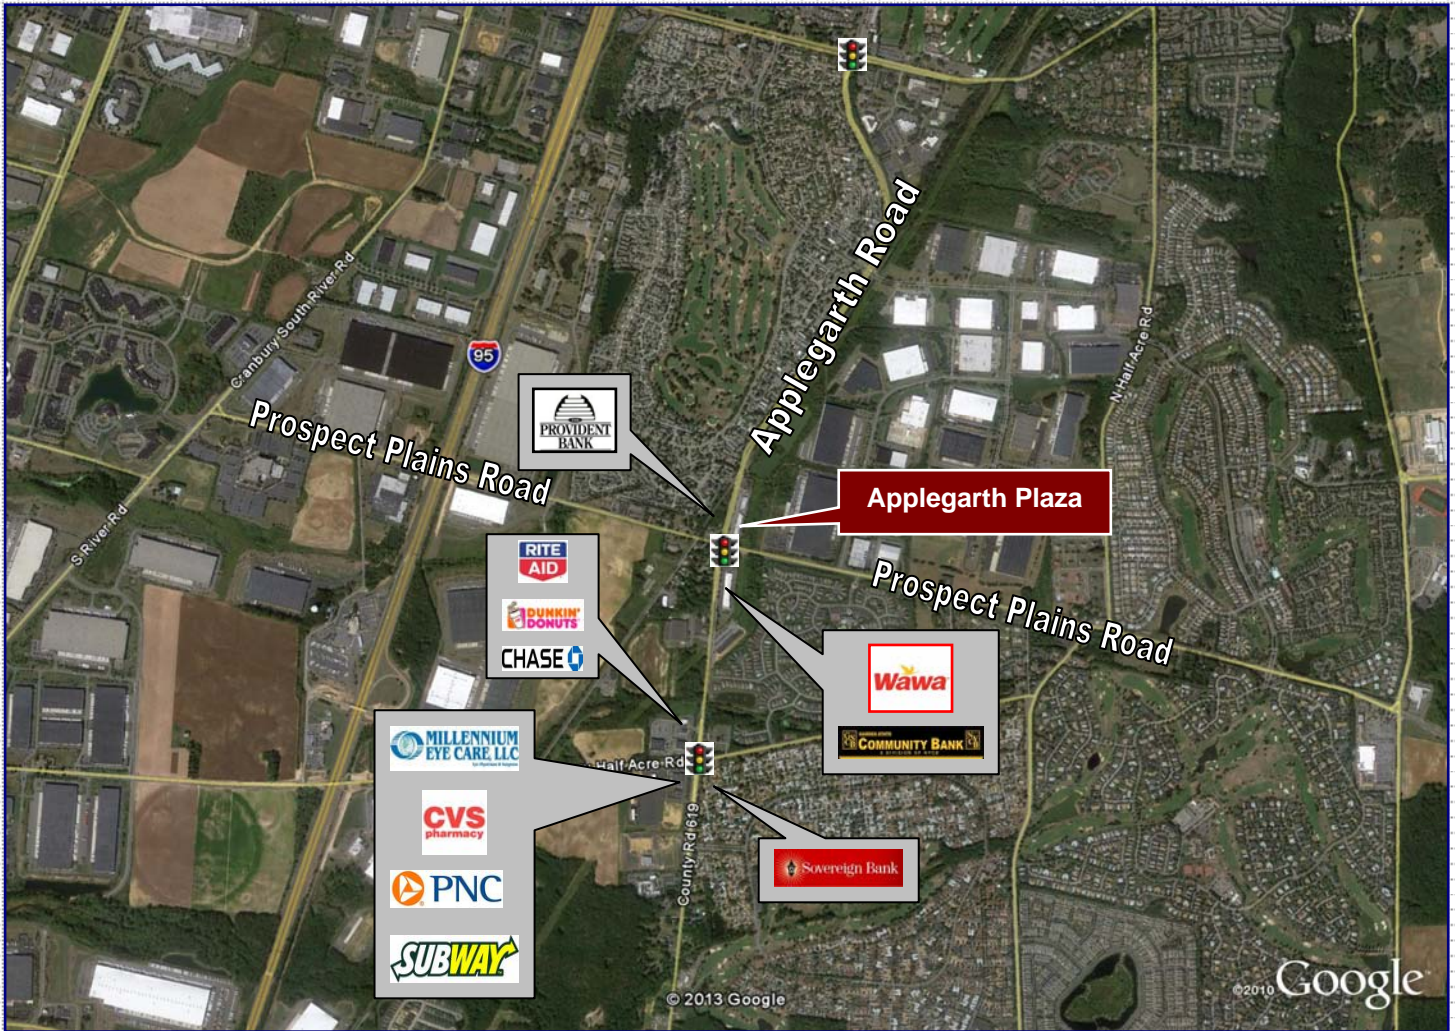 Applegarth Road
Cranbury South River Rd
N Half Acre Rd
95
PROVIDENT
BANK
Prospect Plains Road
Applegarth Plaza
S River Rd
RITE
AID
DUNKIN'
DONUTS
CHASE
Prospect Plains Road
Wawa
COMMUNITY BANK
MILLENNIUM
EYE CARE, LLC
Half Acre Rd
CVS
pharmacy
County Rd 619
Sovereign Bank
PNC
SUBWAY
© 2013 Google
©2010 Google